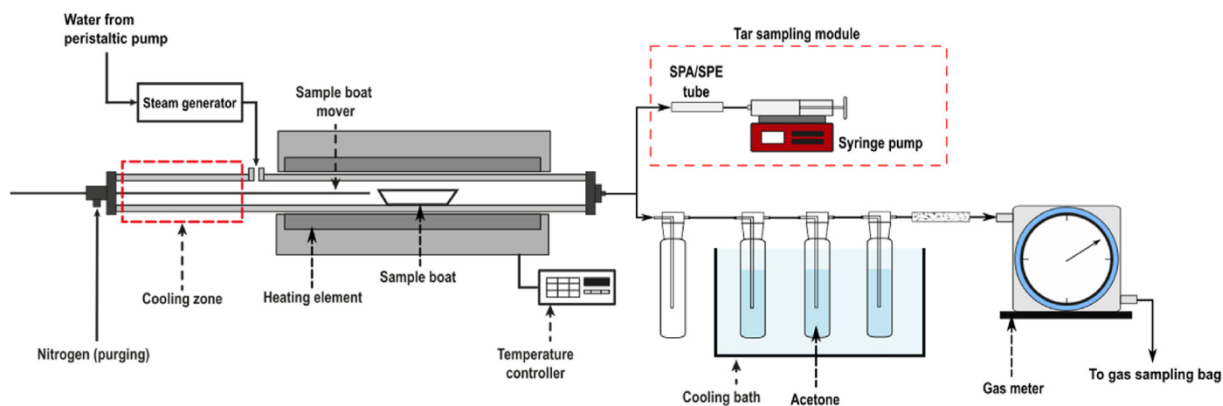 Water from
peristaltic pump
Steam generator
Sample boat
mover
Tar sampling module
SPA/SPE
tube
Syringe pump
Cooling zone
Heating element
Sample boat
Nitrogen (purging)
Temperature
controller
Cooling bath
Acetone
Gas meter
To gas sampling bag